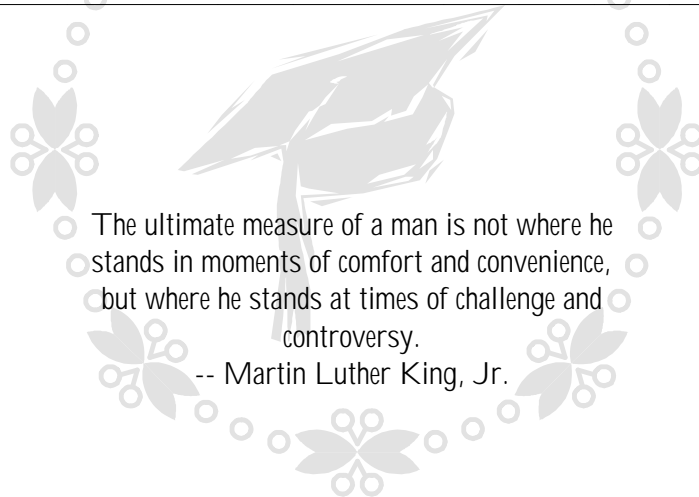 The ultimate measure of a man is not where he
stands in moments of comfort and convenience,
but where he stands at times of challenge and
controversy.
-- Martin Luther King, Jr.